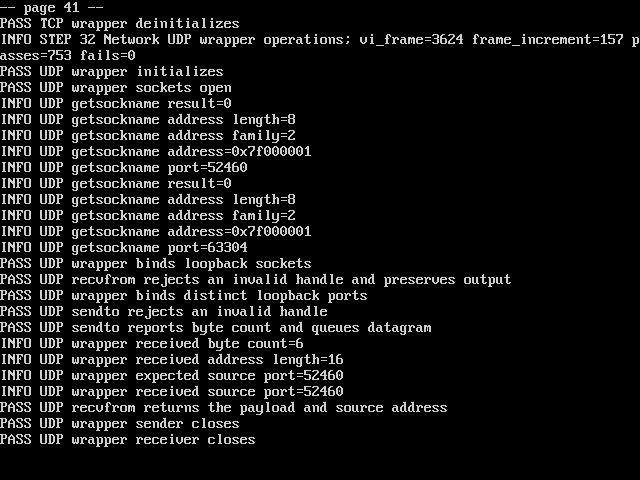 -- page 41 --
PASS TCP wrapper deinitializes
INFO STEP 32 Network UDP wrapper operations; vi_frame=3624 frame_increment=157 p
asses=753 fails=0
PASS UDP wrapper initializes
PASS UDP wrapper sockets open
INFO UDP getsockname result=0
INFO UDP getsockname address length=8
INFO UDP getsockname address family=2
INFO UDP getsockname address=0x7f000001
INFO UDP getsockname port=52460
INFO UDP getsockname result=0
INFO UDP getsockname address length=8
INFO UDP getsockname address family=2
INFO UDP getsockname address=0x7f000001
INFO UDP getsockname port=63304
PASS UDP wrapper binds loopback sockets
PASS UDP recvfrom rejects an invalid handle and preserves output
PASS UDP wrapper binds distinct loopback ports
PASS UDP sendto rejects an invalid handle
PASS UDP sendto reports byte count and queues datagram
INFO UDP wrapper received byte count=6
INFO UDP wrapper received address length=16
INFO UDP wrapper expected source port=52460
INFO UDP wrapper received source port=52460
PASS UDP recvfrom returns the payload and source address
PASS UDP wrapper sender closes
PASS UDP wrapper receiver closes